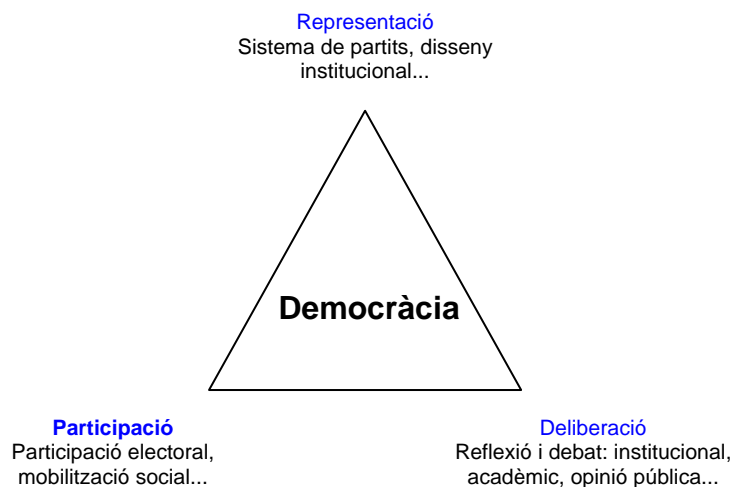 Representació
Sistema de partits, disseny
institucional...
Democràcia
Participació
Participació electoral,
mobilització social...
Deliberació
Reflexió i debat: institucional,
acadèmic, opinió pública...